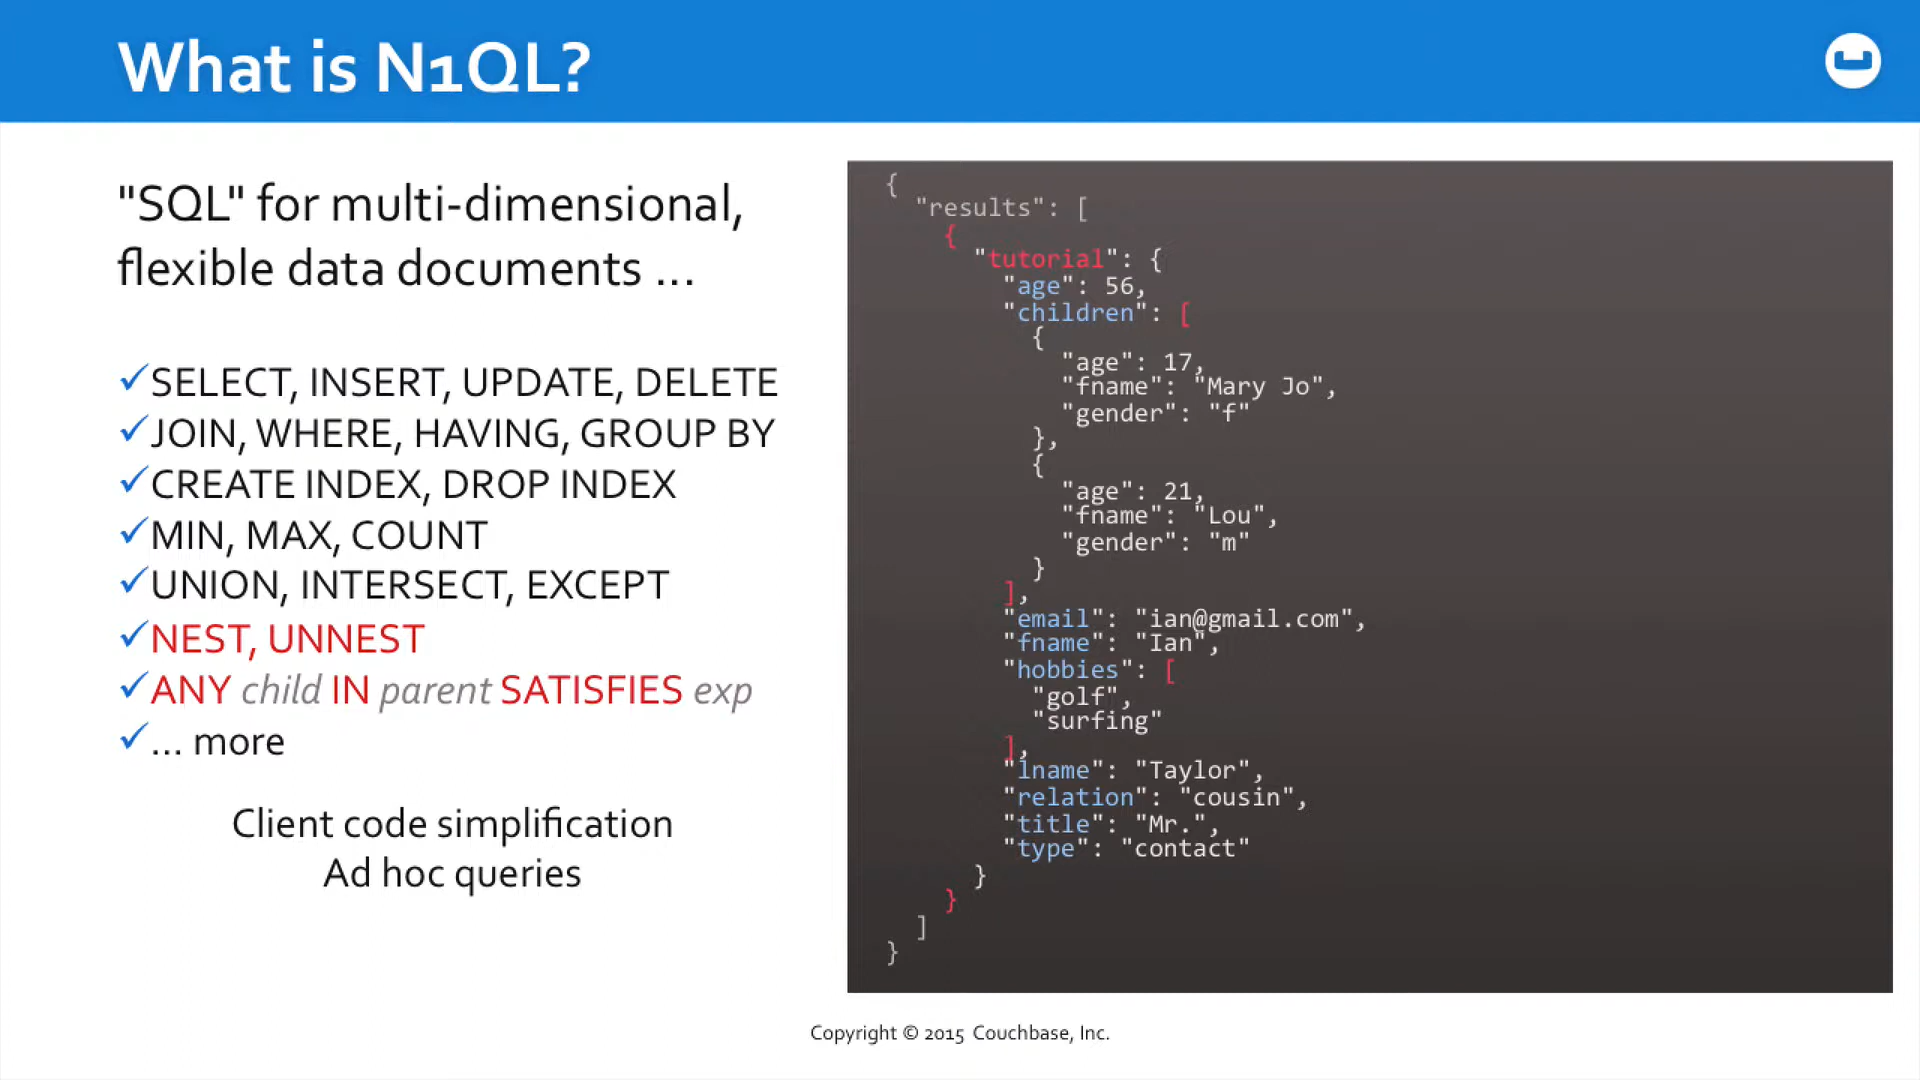 What is N1QL?
"SQL" for multi-dimensional,
flexible data documents ...
✓SELECT, INSERT, UPDATE, DELETE
✓JOIN, WHERE, HAVING, GROUP BY
✓CREATE INDEX, DROP INDEX
✓MIN, MAX, COUNT
✓UNION, INTERSECT, EXCEPT
✓NEST, UNNEST
✓ANY child IN parent SATISFIES exp
✓... more
Client code simplification
Ad hoc queries
{
"results": [
{
"tutorial": {
"age": 56,
"children": [
{
"age": 17,
"fname": "Mary Jo",
"gender": "f"
},
{
"age": 21,
"fname": "Lou",
"gender": "m"
}
],
"email": "ian@gmail.com",
"fname": "Ian",
"hobbies": [
"golf",
"surfing"
],
"lname": "Taylor",
"relation": "cousin",
"title": "Mr.",
"type": "contact"
}
}
]
}
Copyright © 2015 Couchbase, Inc.